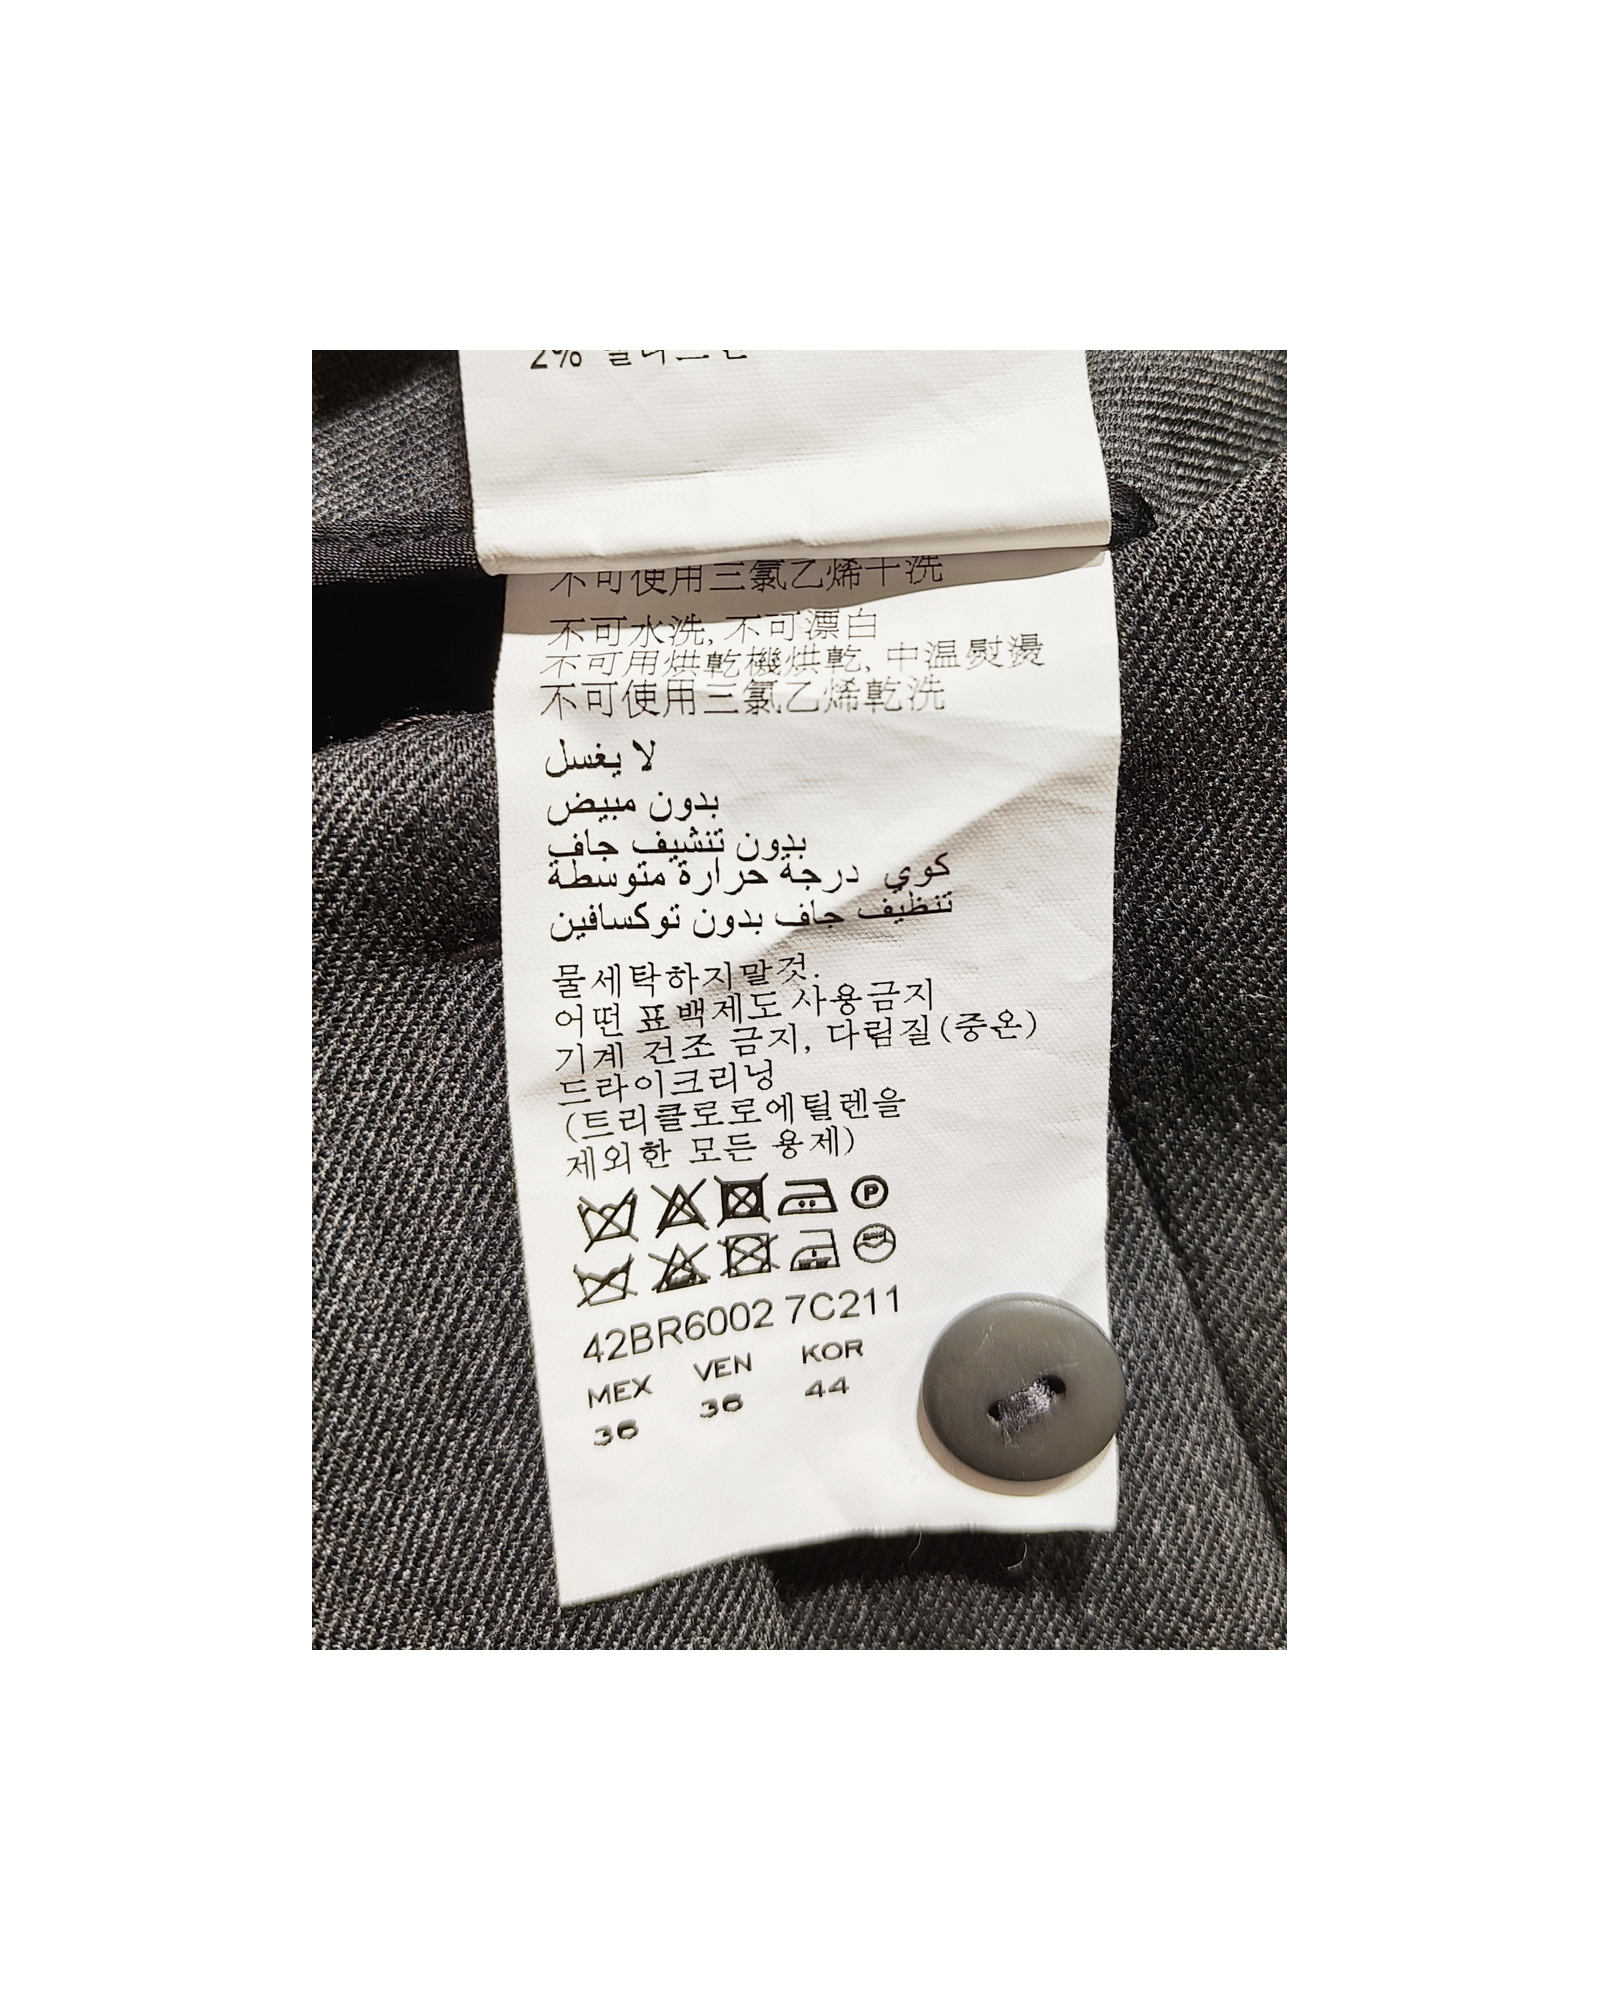 2%
不可使用三氯乙烯干洗
不可水洗, 不可漂白
不可用烘乾機烘乾, 中温熨燙
不可使用三氯乙烯乾洗
لا يغسل
بدون مبيض
بدون تنشيف جاف
كوي درجة حرارة متوسطة
تنظيف جاف بدون توكسافين
물세탁하지말것.
어떤 표백제도 사용금지
기계 건조 금지, 다림질(중온)
드라이크리닝
(트리클로로에틸렌을
제외한 모든 용제)
P
42BR6002 7C211
MEX VEN KOR
36 36 44